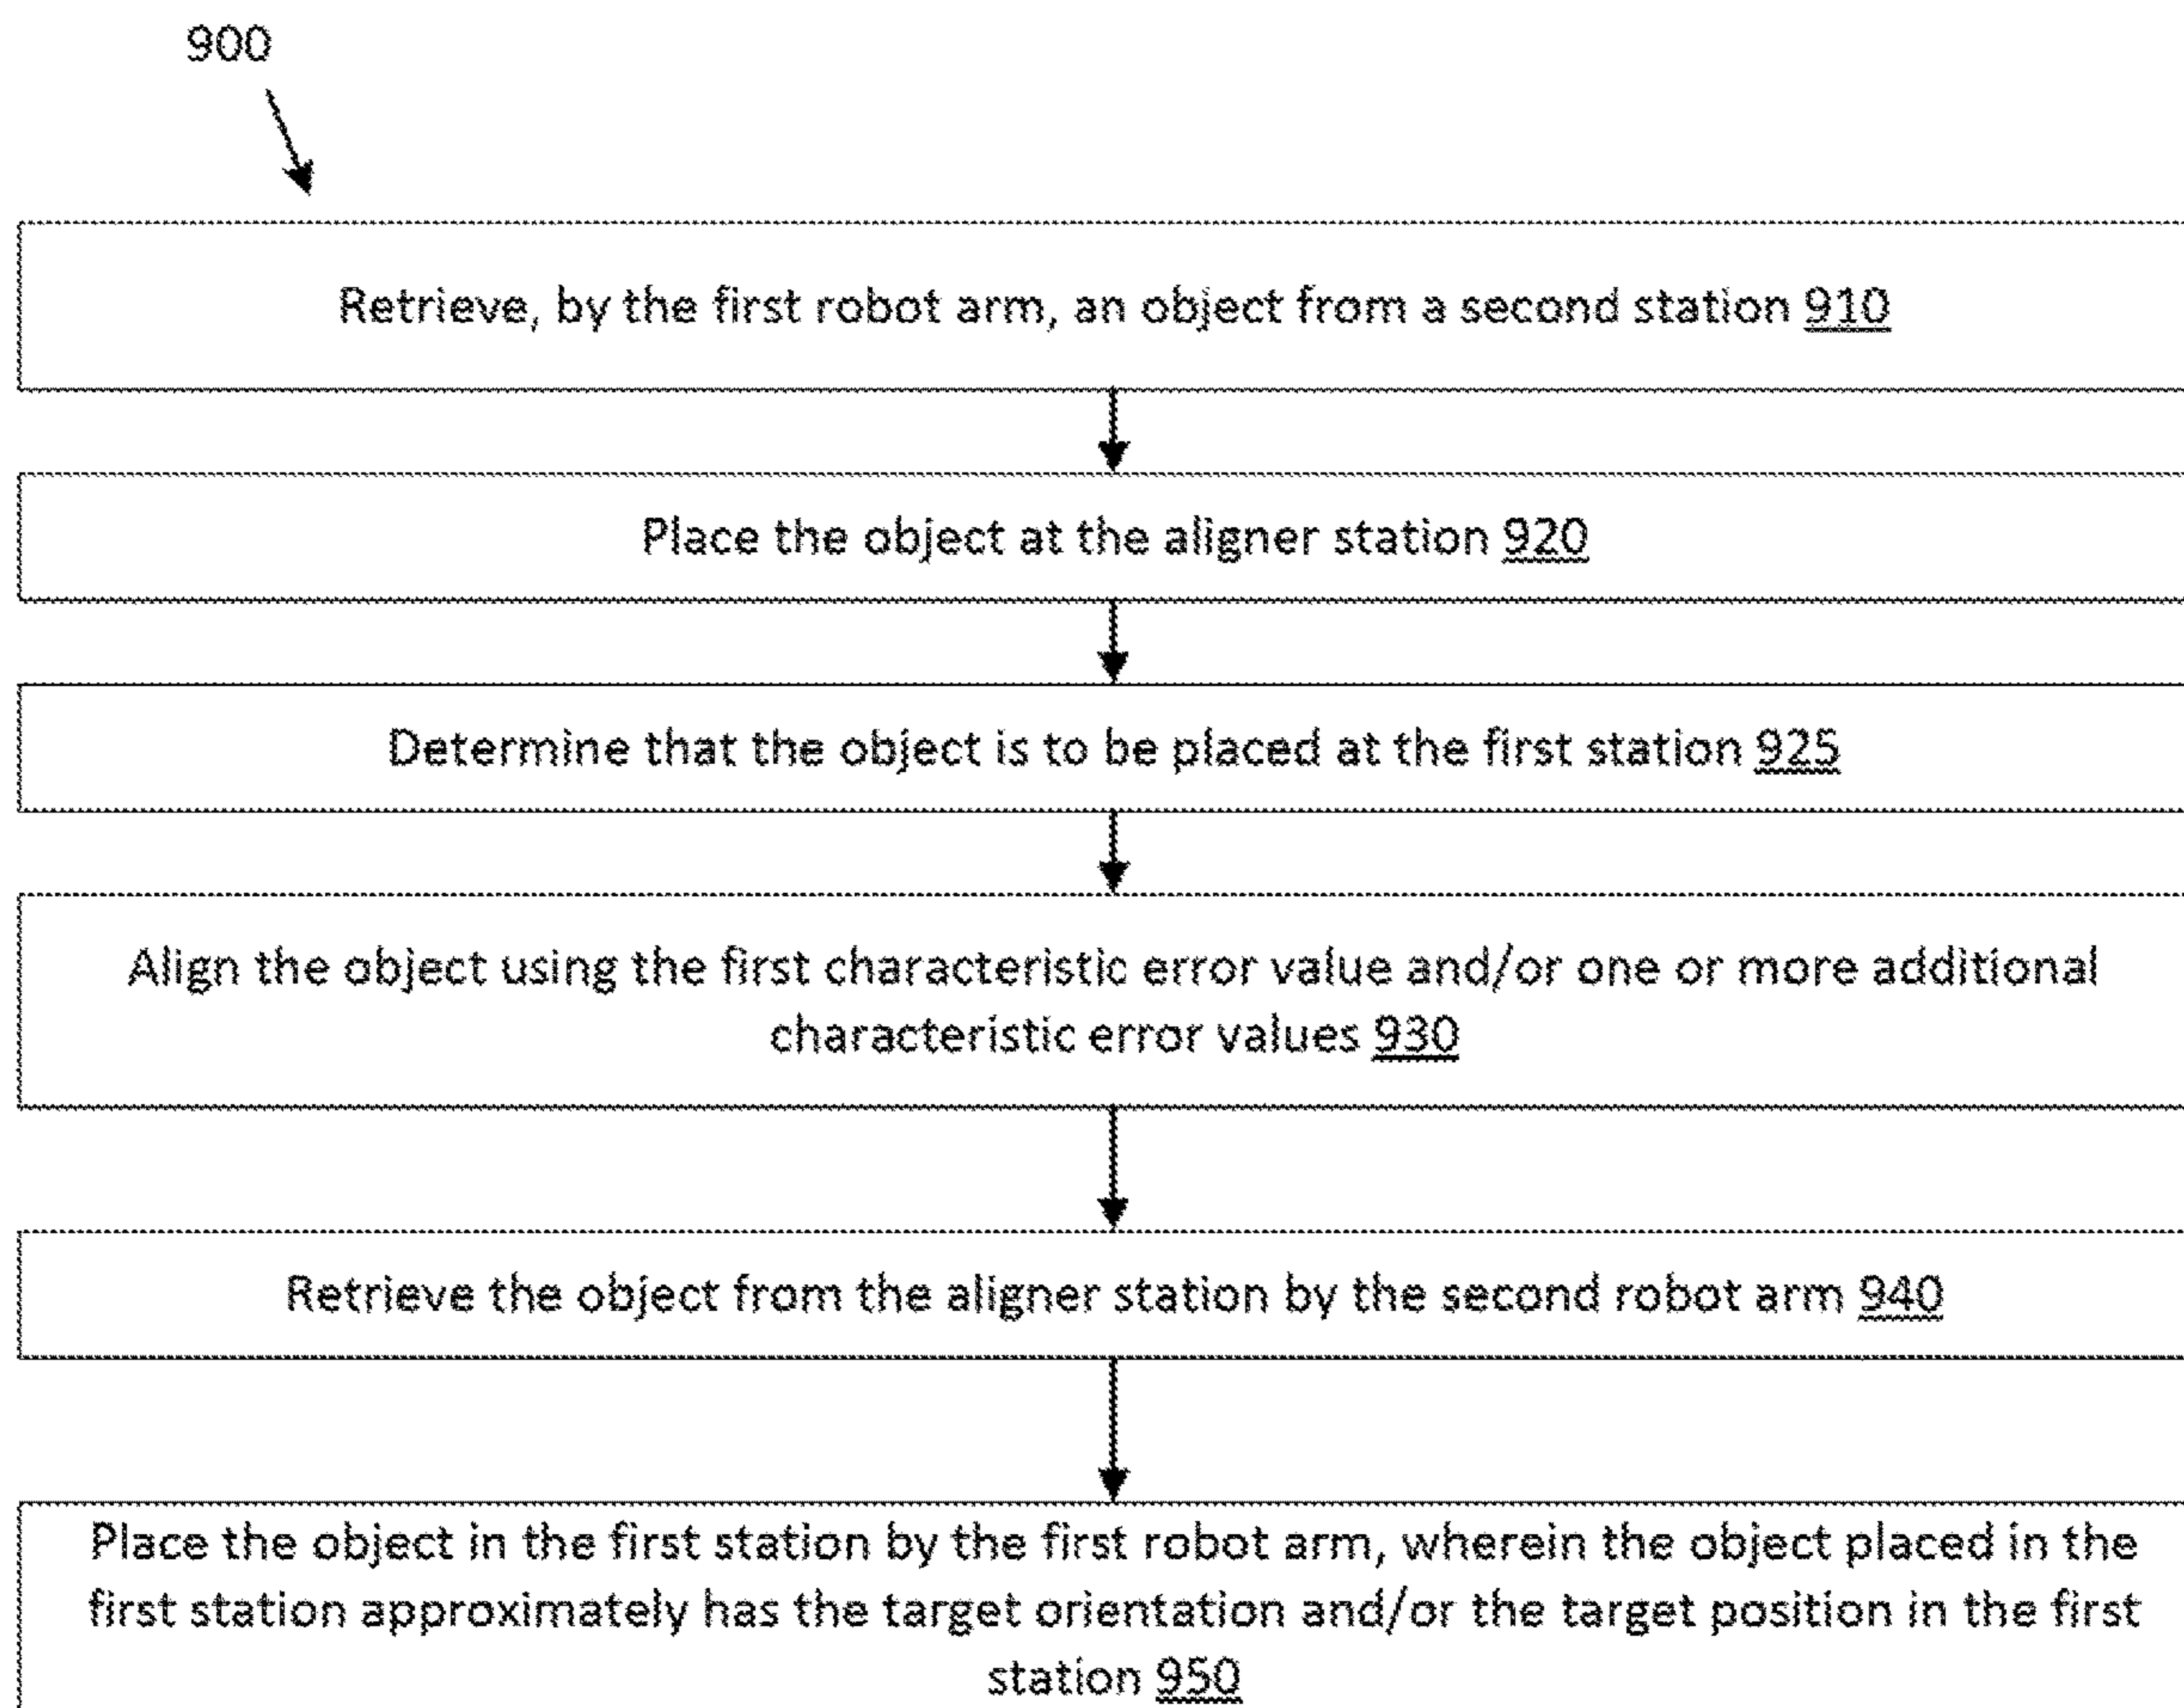 900
Retrieve, by the first robot arm, an object from a second station 910
Place the object at the aligner station 920
Determine that the object is to be placed at the first station 925
Align the object using the first characteristic error value and/or one or more additional
characteristic error values 930
Retrieve the object from the aligner station by the second robot arm 940
Place the object in the first station by the first robot arm, wherein the object placed in the
first station approximately has the target orientation and/or the target position in the first
station 950